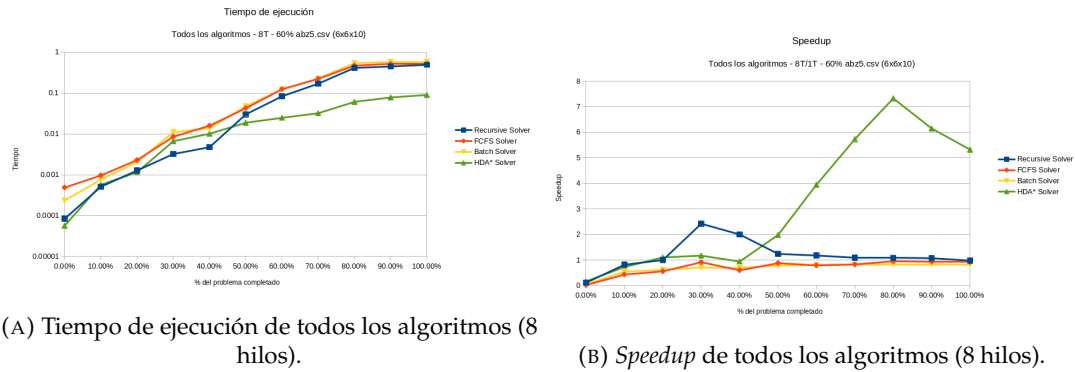 Tiempo de ejecución
Todos los algoritmos - 8T - 60% abz5.csv (6x6x10)
1
0.1
0.01
0.001
0.0001
0.00001
Tiempo
0.00% 10.00% 20.00% 30.00% 40.00% 50.00% 60.00% 70.00% 80.00% 90.00% 100.00%
% del problema completado
Recursive Solver
FCFS Solver
Batch Solver
HDA* Solver
(A) Tiempo de ejecución de todos los algoritmos (8
hilos).
Speedup
Todos los algoritmos - 8T/1T - 60% abz5.csv (6x6x10)
8
7
6
5
4
3
2
1
0
Speedup
0.00% 10.00% 20.00% 30.00% 40.00% 50.00% 60.00% 70.00% 80.00% 90.00% 100.00%
% del problema completado
Recursive Solver
FCFS Solver
Batch Solver
HDA* Solver
(B) Speedup de todos los algoritmos (8 hilos).